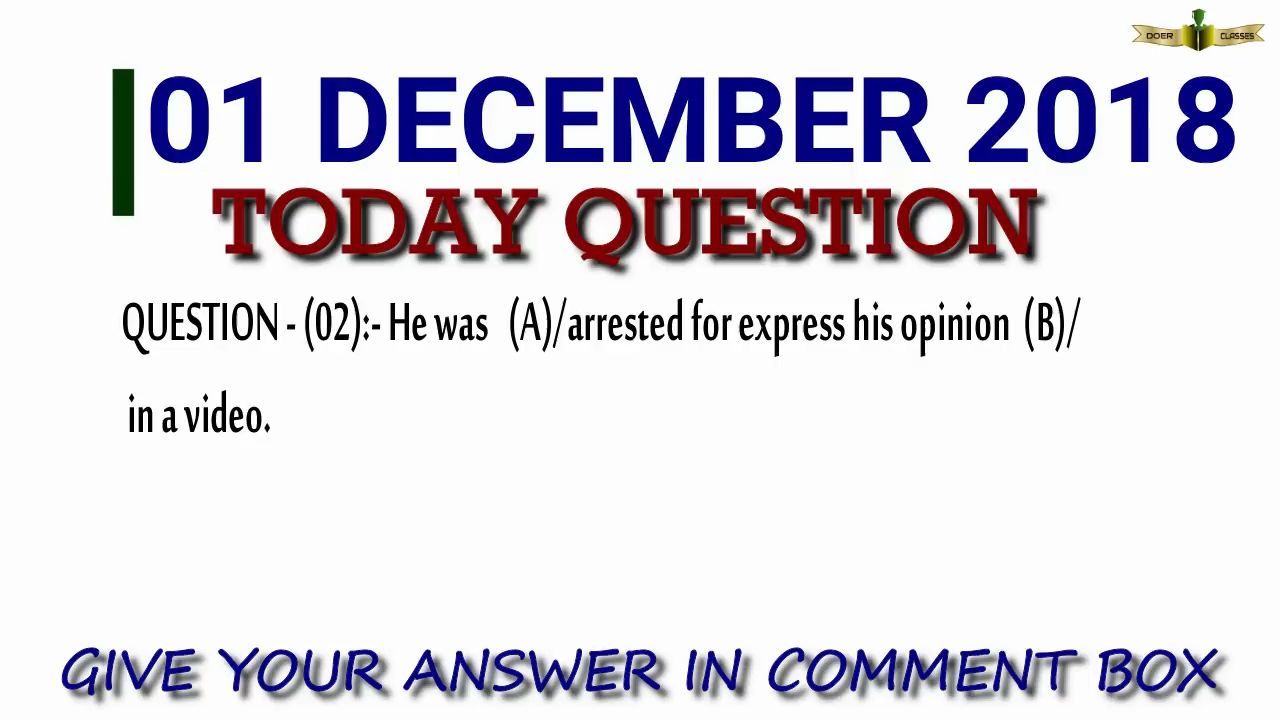 DOER CLASSES
01 DECEMBER 2018
TODAY QUESTION
QUESTION - (02):- He was (A)/arrested for express his opinion (B)/
in a video.
GIVE YOUR ANSWER IN COMMENT BOX